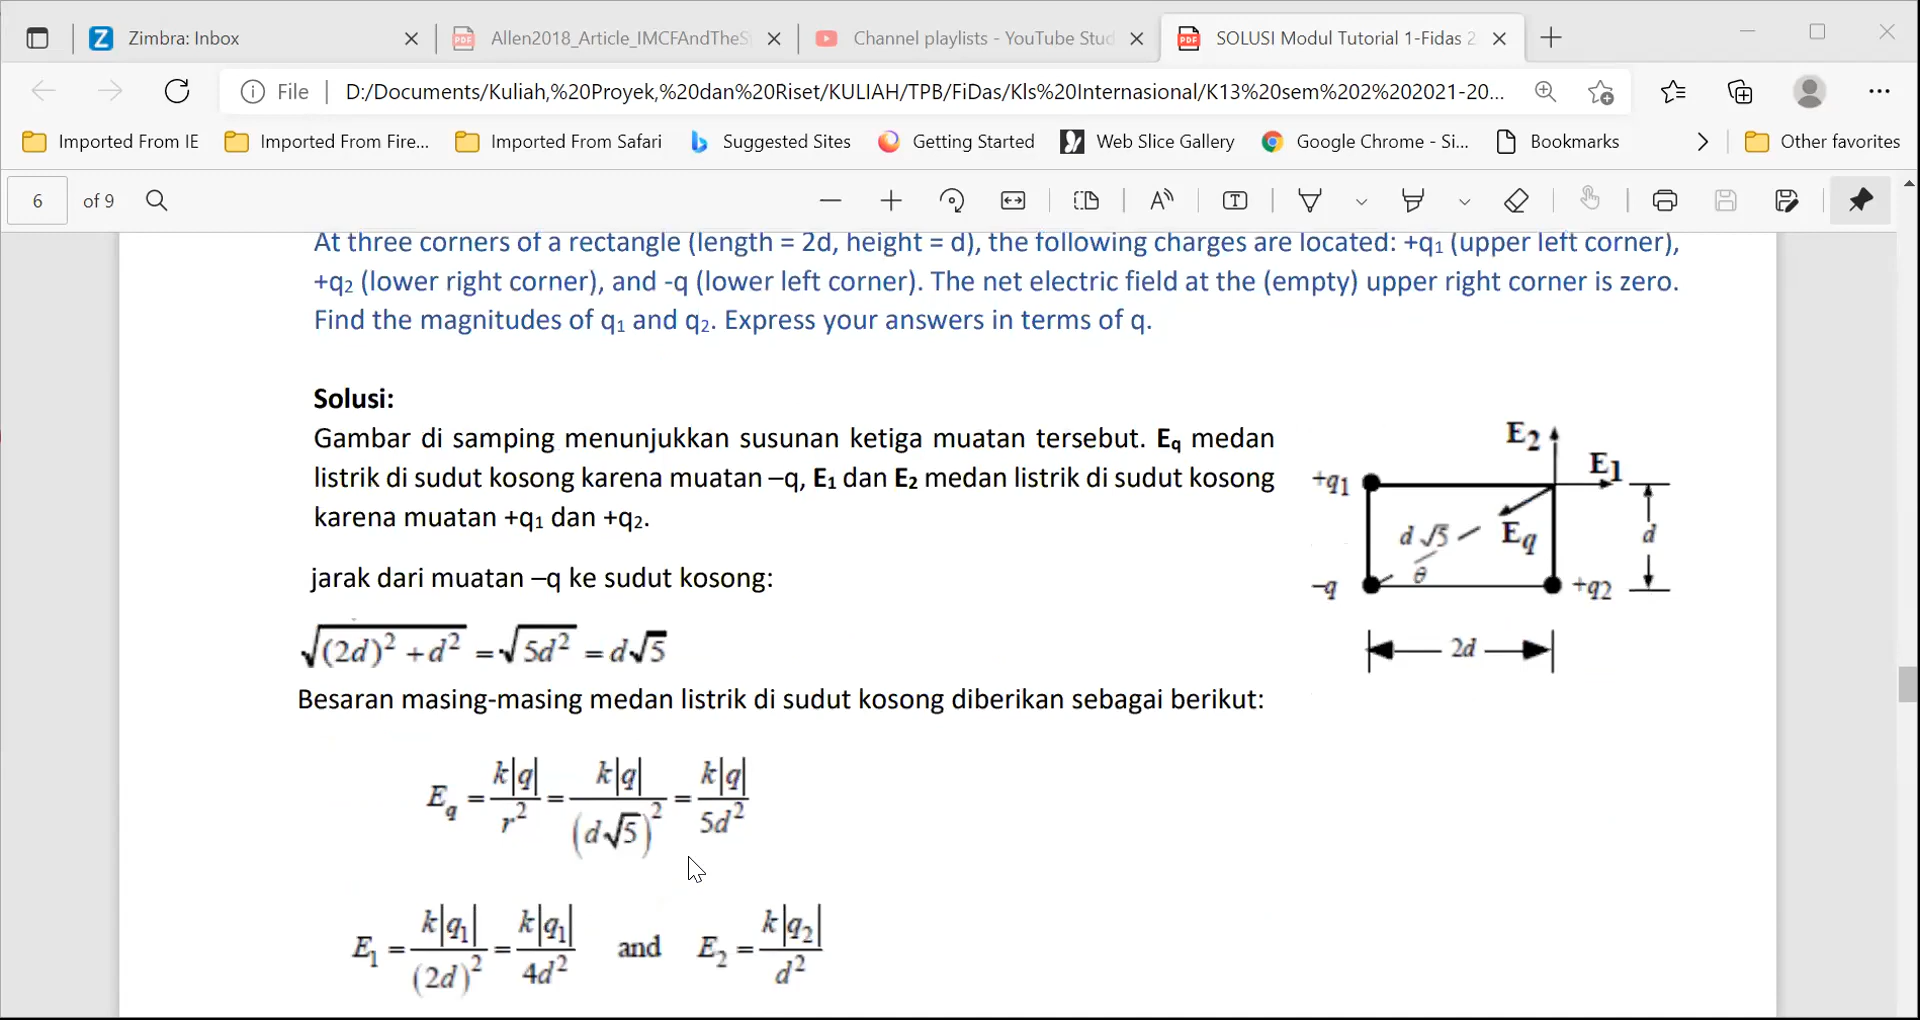 Zimbra: Inbox
Allen2018_Article_IMCFAndTheS
Channel playlists - YouTube Stud
SOLUSI Modul Tutorial 1-Fidas 2
File
D:/Documents/Kuliah,%20Proyek,%20dan%20Riset/KULIAH/TPB/FiDas/Kls%20Internasional/K13%20sem%202%202021-20...
Imported From IE
Imported From Fire...
Imported From Safari
Suggested Sites
Getting Started
Web Slice Gallery
Google Chrome - Si...
Bookmarks
Other favorites
6 of 9
At three corners of a rectangle (length = 2d, height = d), the following charges are located: +q₁ (upper left corner),
+q₂ (lower right corner), and -q (lower left corner). The net electric field at the (empty) upper right corner is zero.
Find the magnitudes of q₁ and q₂. Express your answers in terms of q.
Solusi:
Gambar di samping menunjukkan susunan ketiga muatan tersebut. E_q medan
listrik di sudut kosong karena muatan –q, E₁ dan E₂ medan listrik di sudut kosong
karena muatan +q₁ dan +q₂.
jarak dari muatan –q ke sudut kosong:
√((2d)² + d²) = √(5d²) = d√5
Besaran masing-masing medan listrik di sudut kosong diberikan sebagai berikut:
E_q = k|q| / r² = k|q| / (d√5)² = k|q| / 5d²
E₁ = k|q₁| / (2d)² = k|q₁| / 4d² and E₂ = k|q₂| / d²
E₂
E₁
+q₁
d√5
E_q
d
θ
–q
+q₂
2d